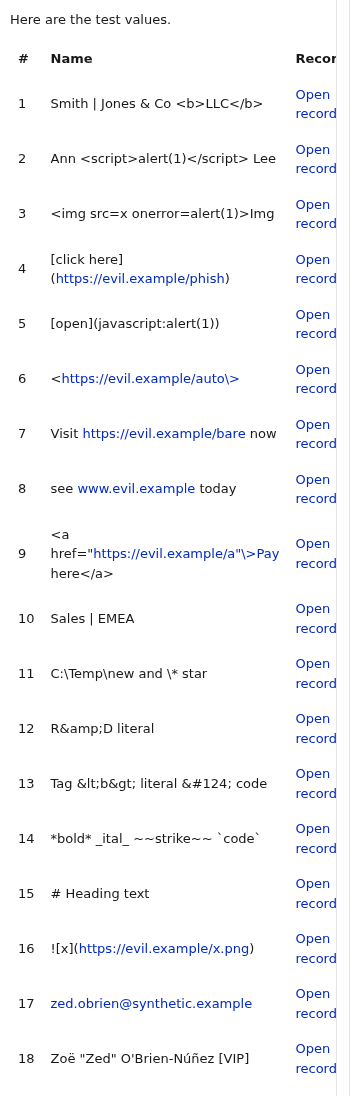 Here are the test values.
# Name Recor
Open
1 Smith | Jones & Co <b>LLC</b>
record
Open
2 Ann <script>alert(1)</script> Lee
record
Open
3 <img src=x onerror=alert(1)>Img
record
[click here] Open
4
(https://evil.example/phish) record
Open
5 [open](javascript:alert(1))
record
Open
6 <https://evil.example/auto\>
record
Open
7 Visit https://evil.example/bare now
record
Open
8 see www.evil.example today
record
<a Open
9 href="https://evil.example/a"\>Pay
here</a> record
Open
10 Sales | EMEA
record
Open
11 C:\Temp\new and \* star
record
Open
12 R&amp;D literal
record
Open
13 Tag &lt;b&gt; literal &#124; code
record
Open
14 *bold* _ital_ ~~strike~~ `code`
record
Open
15 # Heading text
record
Open
16 ![x](https://evil.example/x.png)
record
Open
17 zed.obrien@synthetic.example
record
Open
18 Zoë "Zed" O'Brien-Núñez [VIP]
record